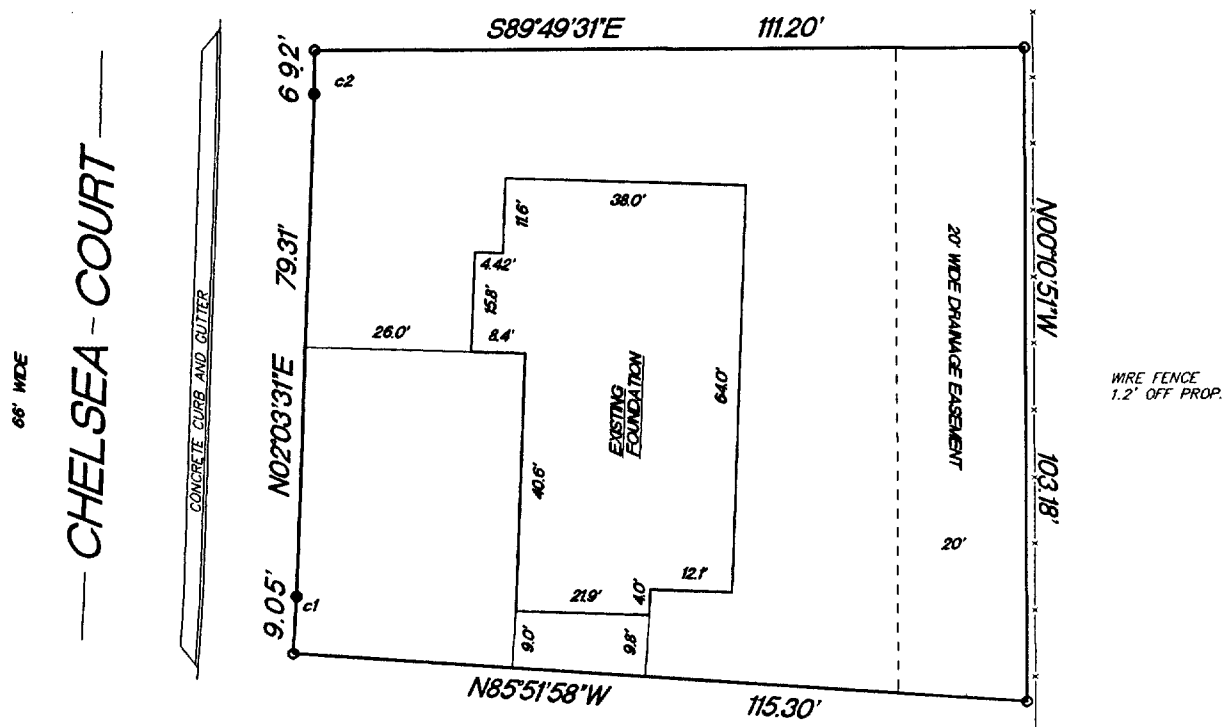 S89°49'31"E 111.20'
6 9.2'
c2
66' WIDE
CHELSEA COURT
CONCRETE CURB AND GUTTER
79.31'
N02°03'31"E
9.05'
c1
38.0'
11.6'
4.42'
15.8'
8.4'
26.0'
EXISTING
FOUNDATION
64.0'
40.6'
12.1'
4.0'
21.9'
9.0'
9.8'
20' WIDE DRAINAGE EASEMENT
20'
N00°10'51"W
103.18'
WIRE FENCE
1.2' OFF PROP.
N85°51'58"W 115.30'